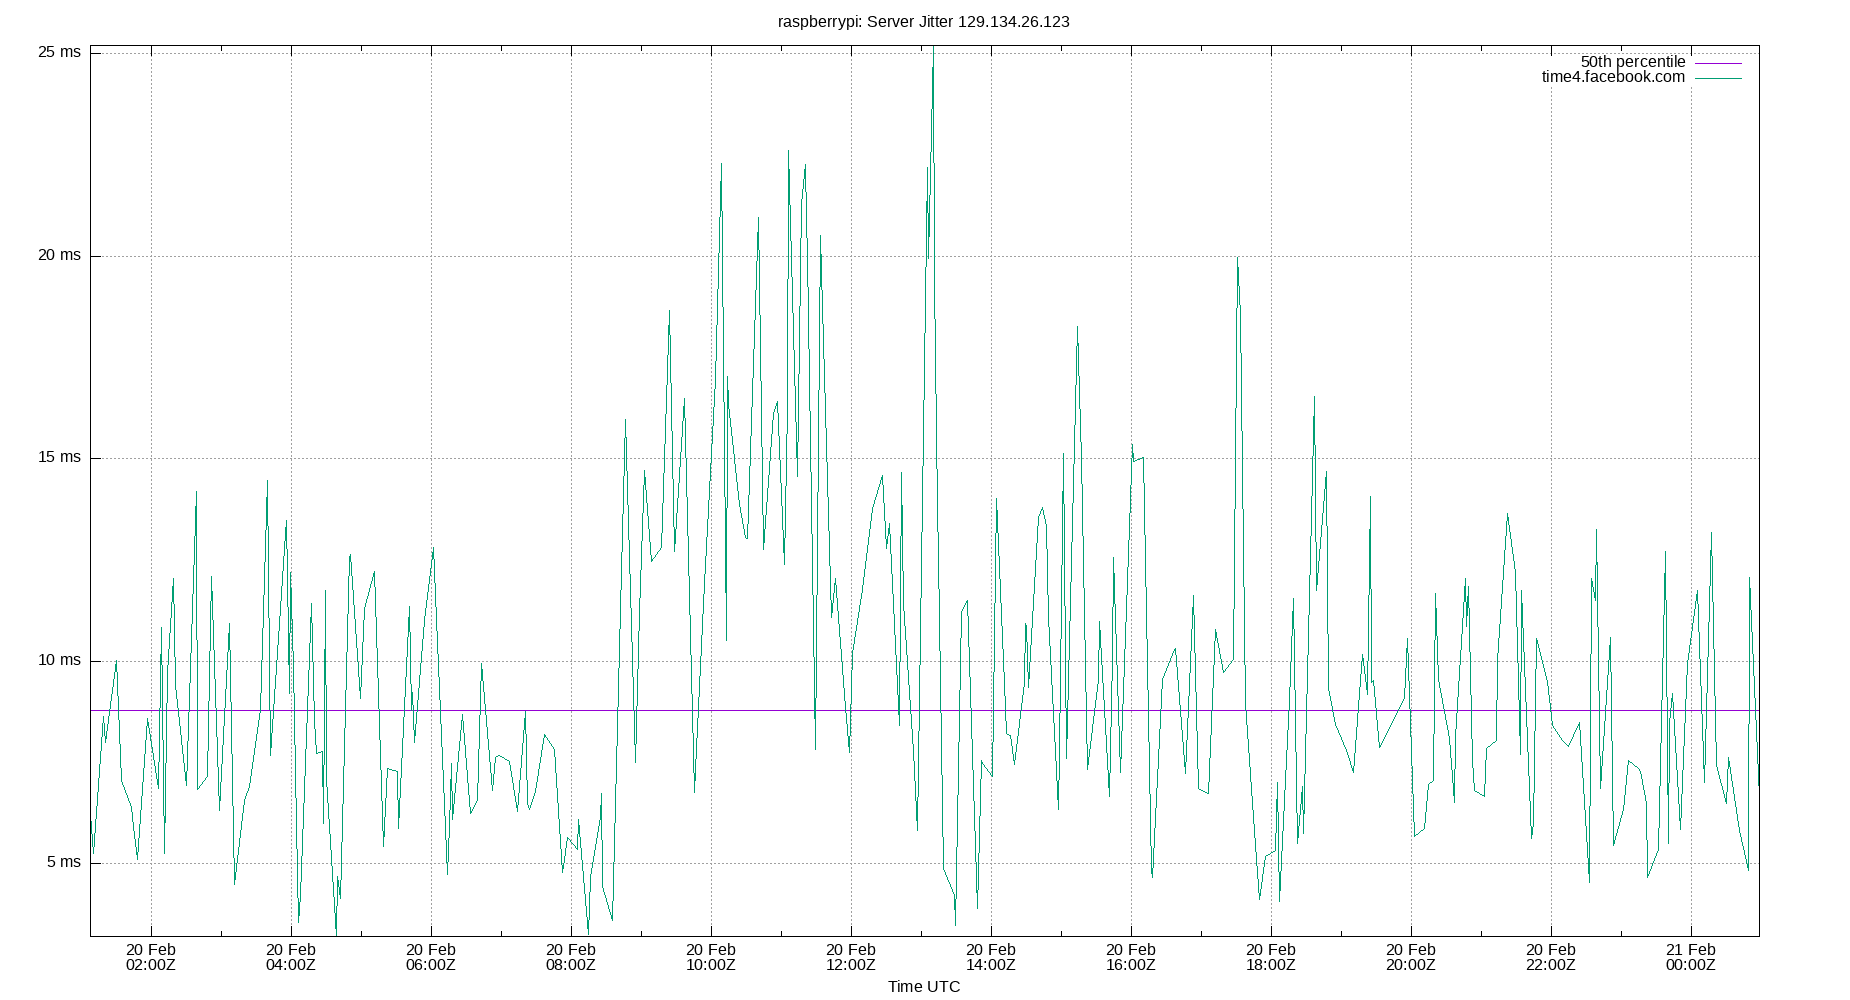 raspberrypi: Server Jitter 129.134.26.123
25 ms
50th percentile
time4.facebook.com
20 ms
15 ms
10 ms
5 ms
20 Feb 20 Feb 20 Feb 20 Feb 20 Feb 20 Feb 20 Feb 20 Feb 20 Feb 20 Feb 20 Feb 21 Feb
02:00Z 04:00Z 06:00Z 08:00Z 10:00Z 12:00Z 14:00Z 16:00Z 18:00Z 20:00Z 22:00Z 00:00Z
Time UTC